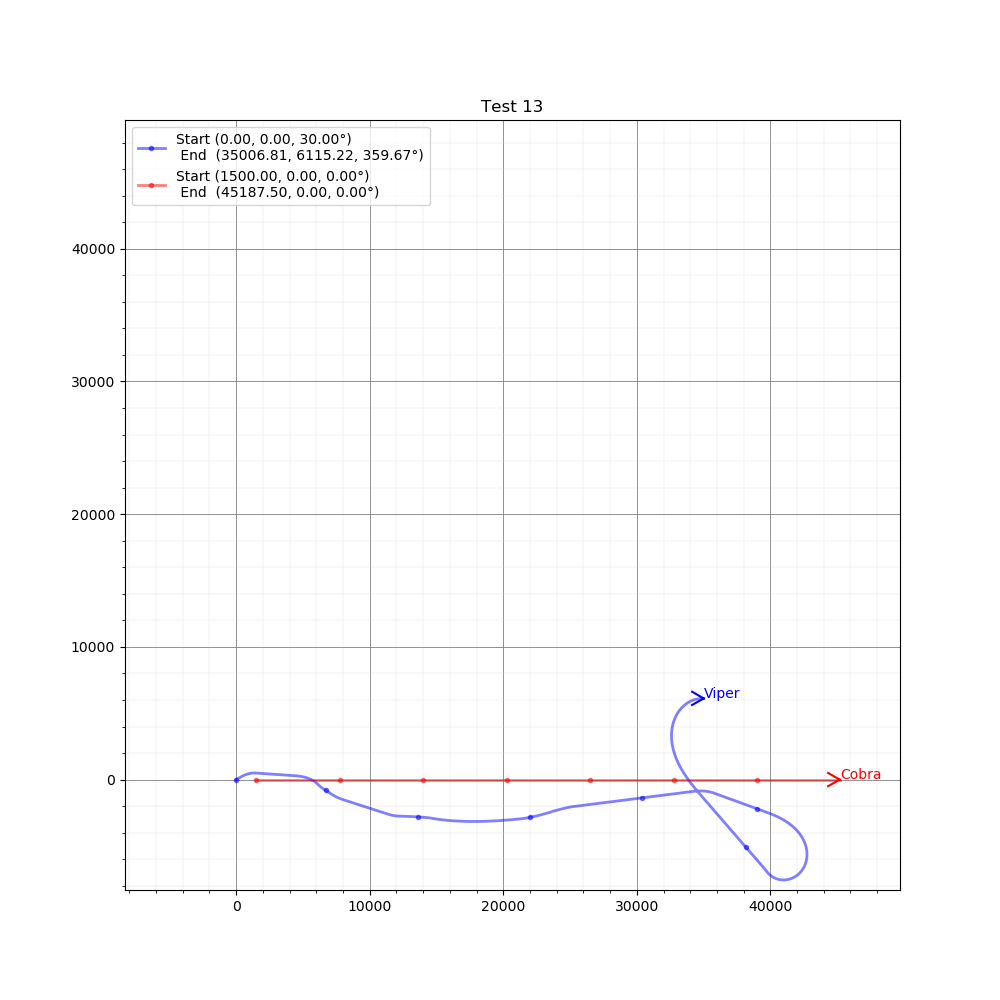 Test 13
Start (0.00, 0.00, 30.00°)
End (35006.81, 6115.22, 359.67°)
Start (1500.00, 0.00, 0.00°)
End (45187.50, 0.00, 0.00°)
40000
30000
20000
10000
0
Viper
Cobra
0
10000
20000
30000
40000